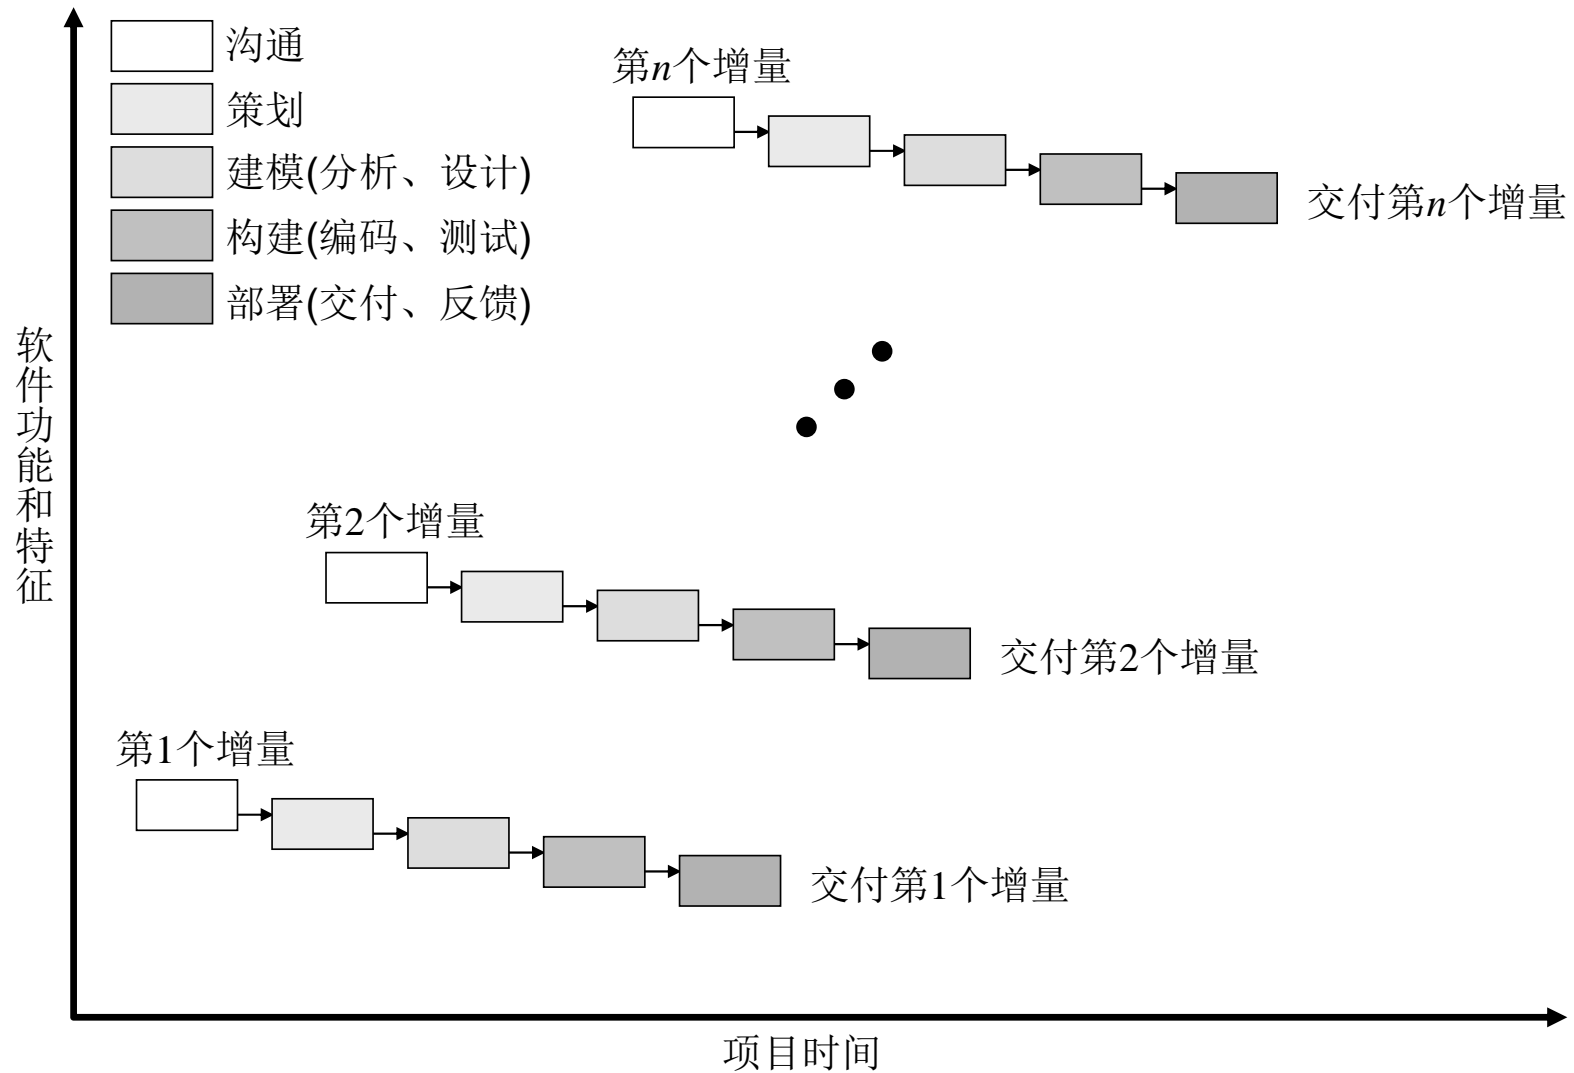 沟通
策划
建模(分析、设计)
构建(编码、测试)
部署(交付、反馈)
第n个增量
交付第n个增量
软件功能和特征
第2个增量
交付第2个增量
第1个增量
交付第1个增量
项目时间